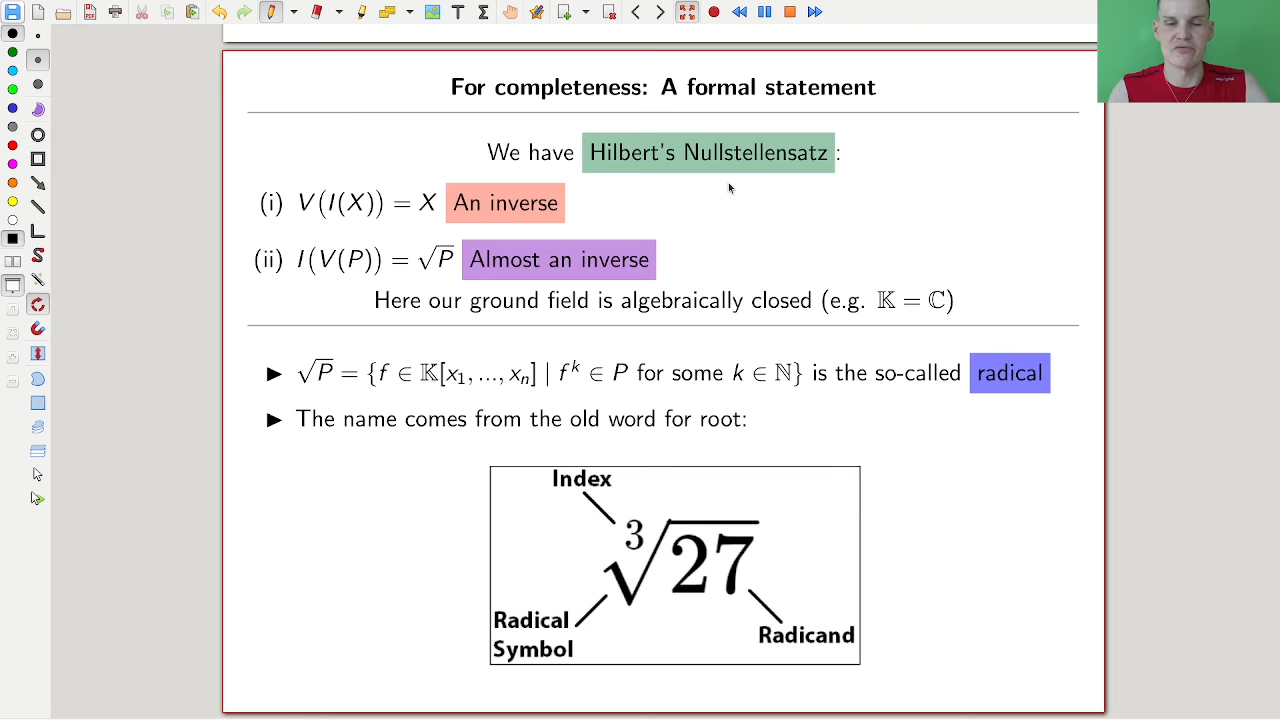 For completeness: A formal statement
We have Hilbert's Nullstellensatz :
(i) V(I(X)) = X An inverse
(ii) I(V(P)) = √P Almost an inverse
Here our ground field is algebraically closed (e.g. 𝕂 = ℂ)
▶ √P = {f ∈ 𝕂[x₁, ..., xₙ] | fᵏ ∈ P for some k ∈ ℕ} is the so-called radical
▶ The name comes from the old word for root:
Index
∛27
Radical
Symbol
Radicand